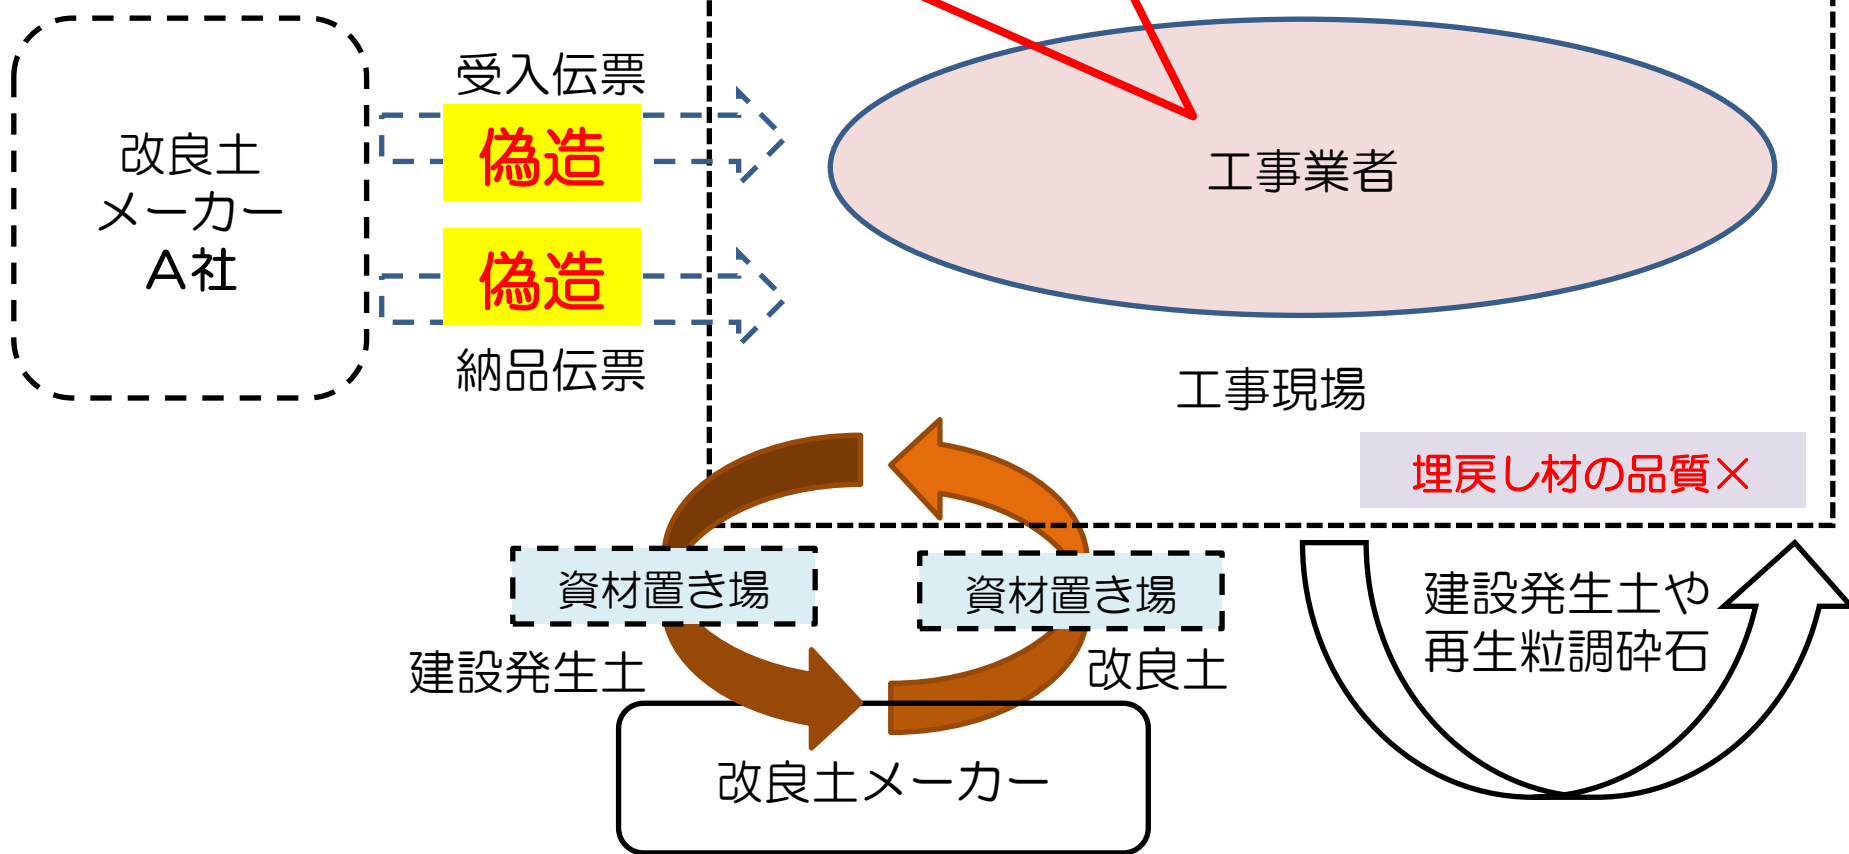 受入伝票
偽造
改良土
メーカー
A社
偽造
納品伝票
工事業者
工事現場
埋戻し材の品質×
資材置き場
資材置き場
建設発生土
改良土
改良土メーカー
建設発生土や
再生粒調砕石